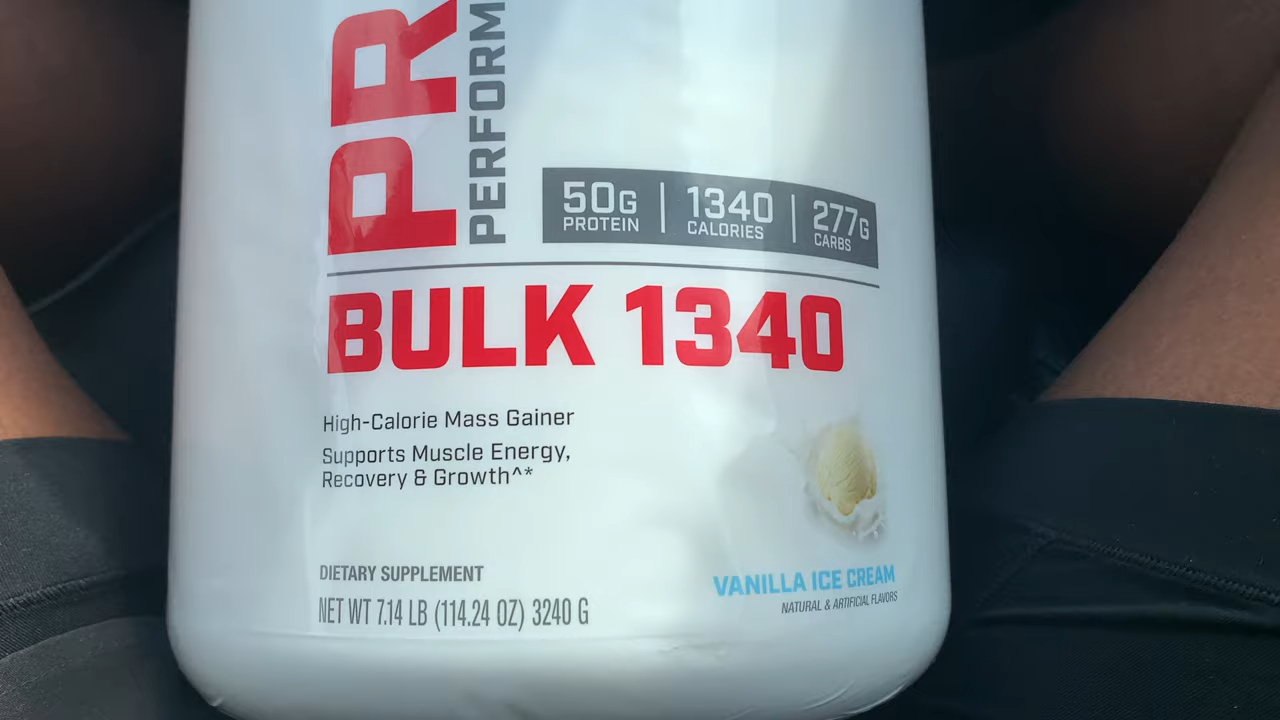 PR
PERFORM
50G PROTEIN | 1340 CALORIES | 277G CARBS
BULK 1340
High-Calorie Mass Gainer
Supports Muscle Energy,
Recovery & Growth^*
DIETARY SUPPLEMENT
NET WT 7.14 LB (114.24 OZ) 3240 G
VANILLA ICE CREAM
NATURAL & ARTIFICIAL FLAVORS